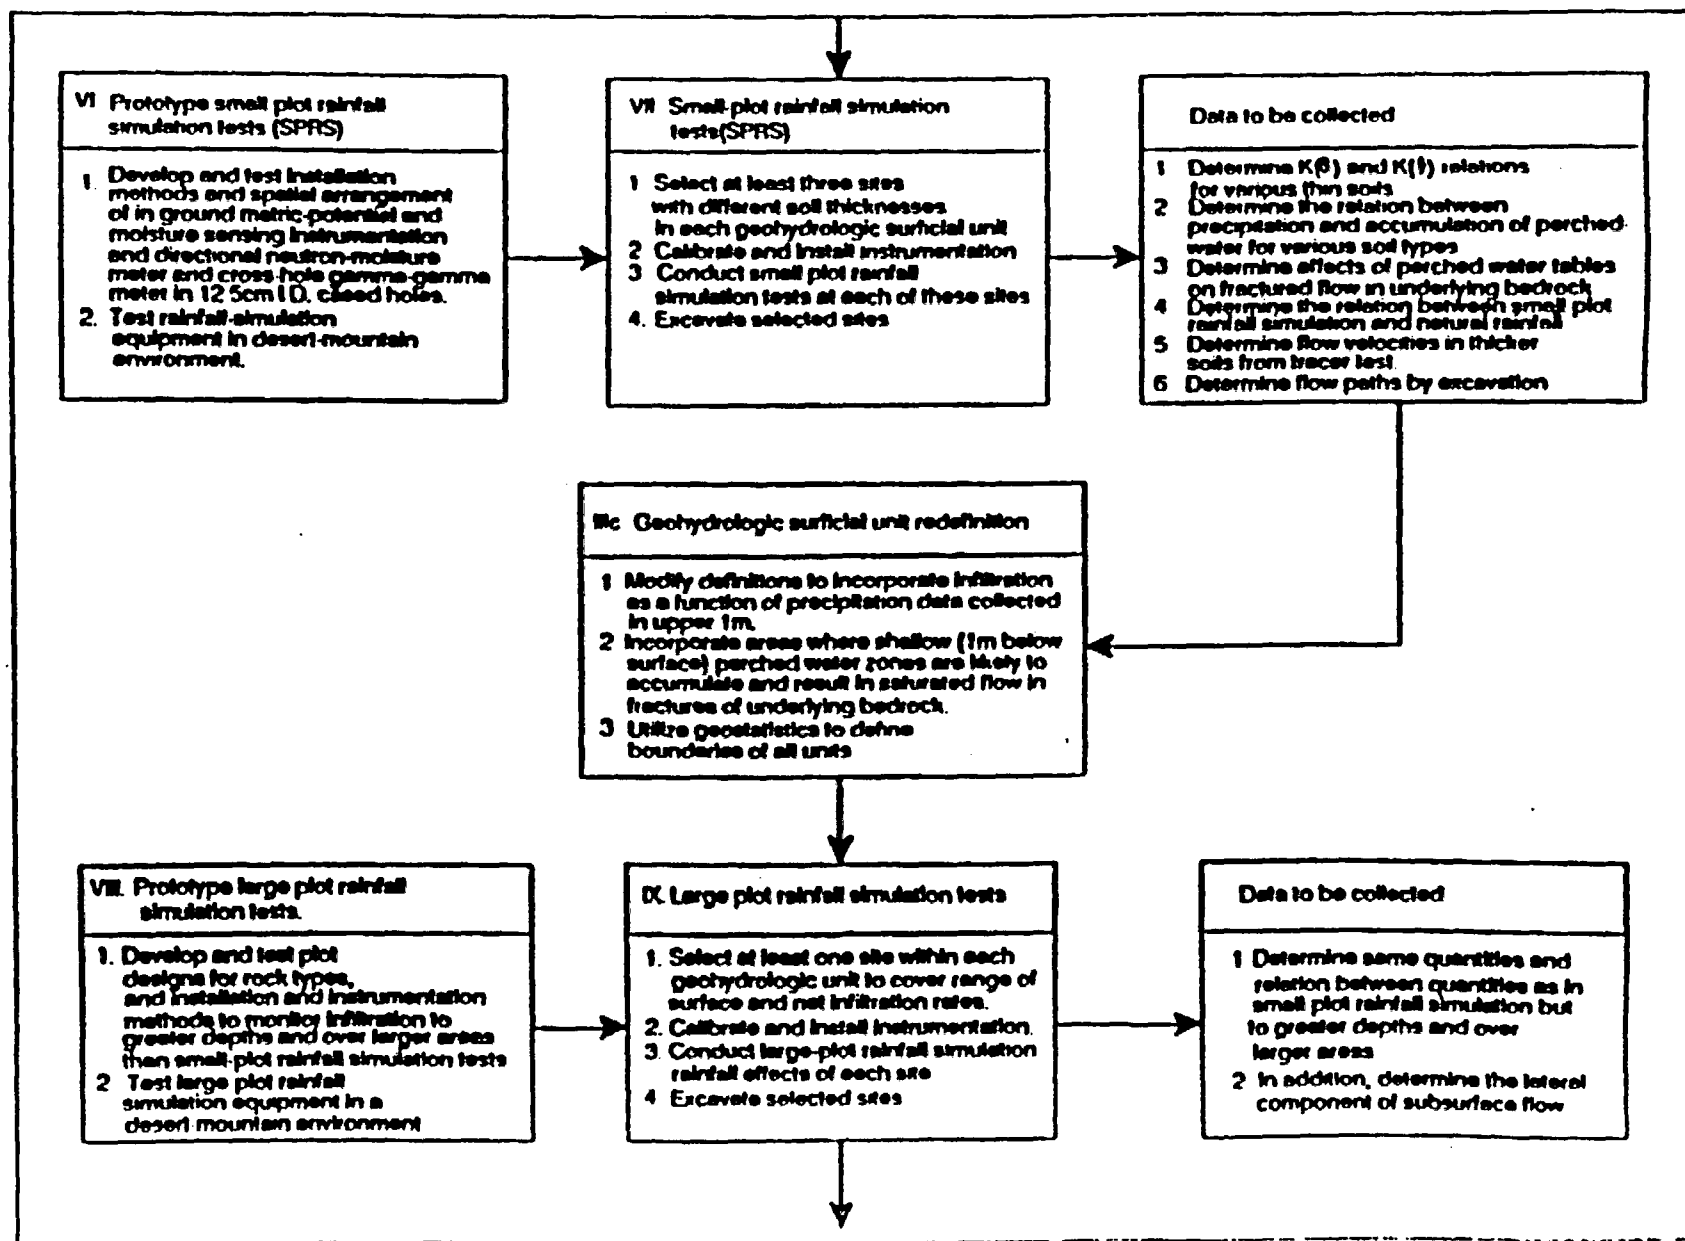 VI Prototype small plot rainfall
simulation tests (SPRS)
1. Develop and test installation
methods and spatial arrangement
of in ground metric-potential and
moisture sensing instrumentation
and directional neutron-moisture
meter and cross-hole gamma-gamma
meter in 12 5cm I.D. cased holes.
2. Test rainfall-simulation
equipment in desert-mountain
environment.
VII Small-plot rainfall simulation
tests(SPRS)
1 Select at least three sites
with different soil thicknesses
in each geohydrologic surficial unit
2 Calibrate and install instrumentation
3 Conduct small plot rainfall
simulation tests at each of these sites
4. Excavate selected sites
Data to be collected
1 Determine and relations
for various thin soils
2 Determine the relation between
precipitation and accumulation of perched-
water for various soil types
3 Determine effects of perched water tables
on fractured flow in underlying bedrock
4 Determine the relation between small plot
rainfall simulation and natural rainfall
5 Determine flow velocities in thicker
soils from tracer test.
6 Determine flow paths by excavation
IIIc Geohydrologic surficial unit redefinition
1 Modify definitions to incorporate infiltration
as a function of precipitation data collected
in upper 1m.
2 Incorporate areas where shallow (1m below
surface) perched water zones are likely to
accumulate and result in saturated flow in
fractures of underlying bedrock.
3 Utilize geostatistics to define
boundaries of all units
VIII. Prototype large plot rainfall
simulation tests.
1. Develop and test plot
designs for rock types,
and installation and instrumentation
methods to monitor infiltration to
greater depths and over larger areas
than small-plot rainfall simulation tests
2 Test large plot rainfall
simulation equipment in a
desert mountain environment
IX. Large plot rainfall simulation tests
1. Select at least one site within each
geohydrologic unit to cover range of
surface and net infiltration rates.
2. Calibrate and install instrumentation.
3. Conduct large-plot rainfall simulation
rainfall effects of each site
4 Excavate selected sites
Data to be collected
1 Determine same quantities and
relation between quantities as in
small plot rainfall simulation but
to greater depths and over
larger areas
2 In addition, determine the lateral
component of subsurface flow